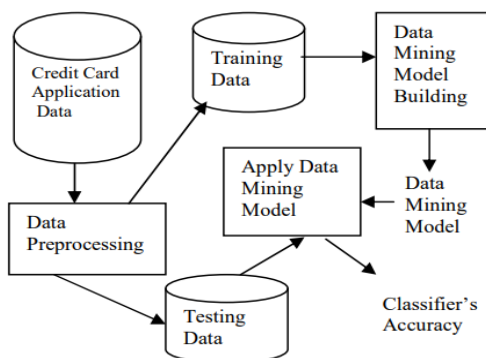 Credit Card
Application
Data
Training
Data
Data
Mining
Model
Building
Data
Preprocessing
Apply Data
Mining
Model
Data
Mining
Model
Testing
Data
Classifier's
Accuracy